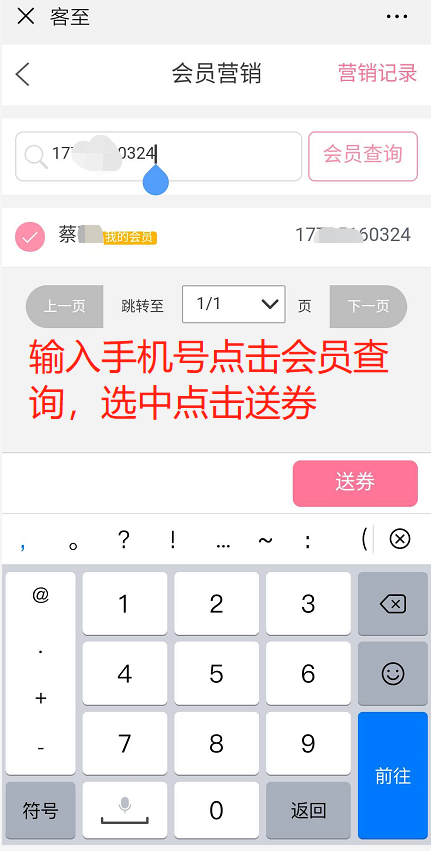 客至
会员营销
营销记录
0324
会员查询
蔡
我的会员
160324
上一页
跳转至
1/1
页
下一页
输入手机号点击会员查
询，选中点击送券
送券
, 。 ? ! ... ~ : (
@ 1 2 3
. 4 5 6
+
- 7 8 9
前往
符号 0 返回